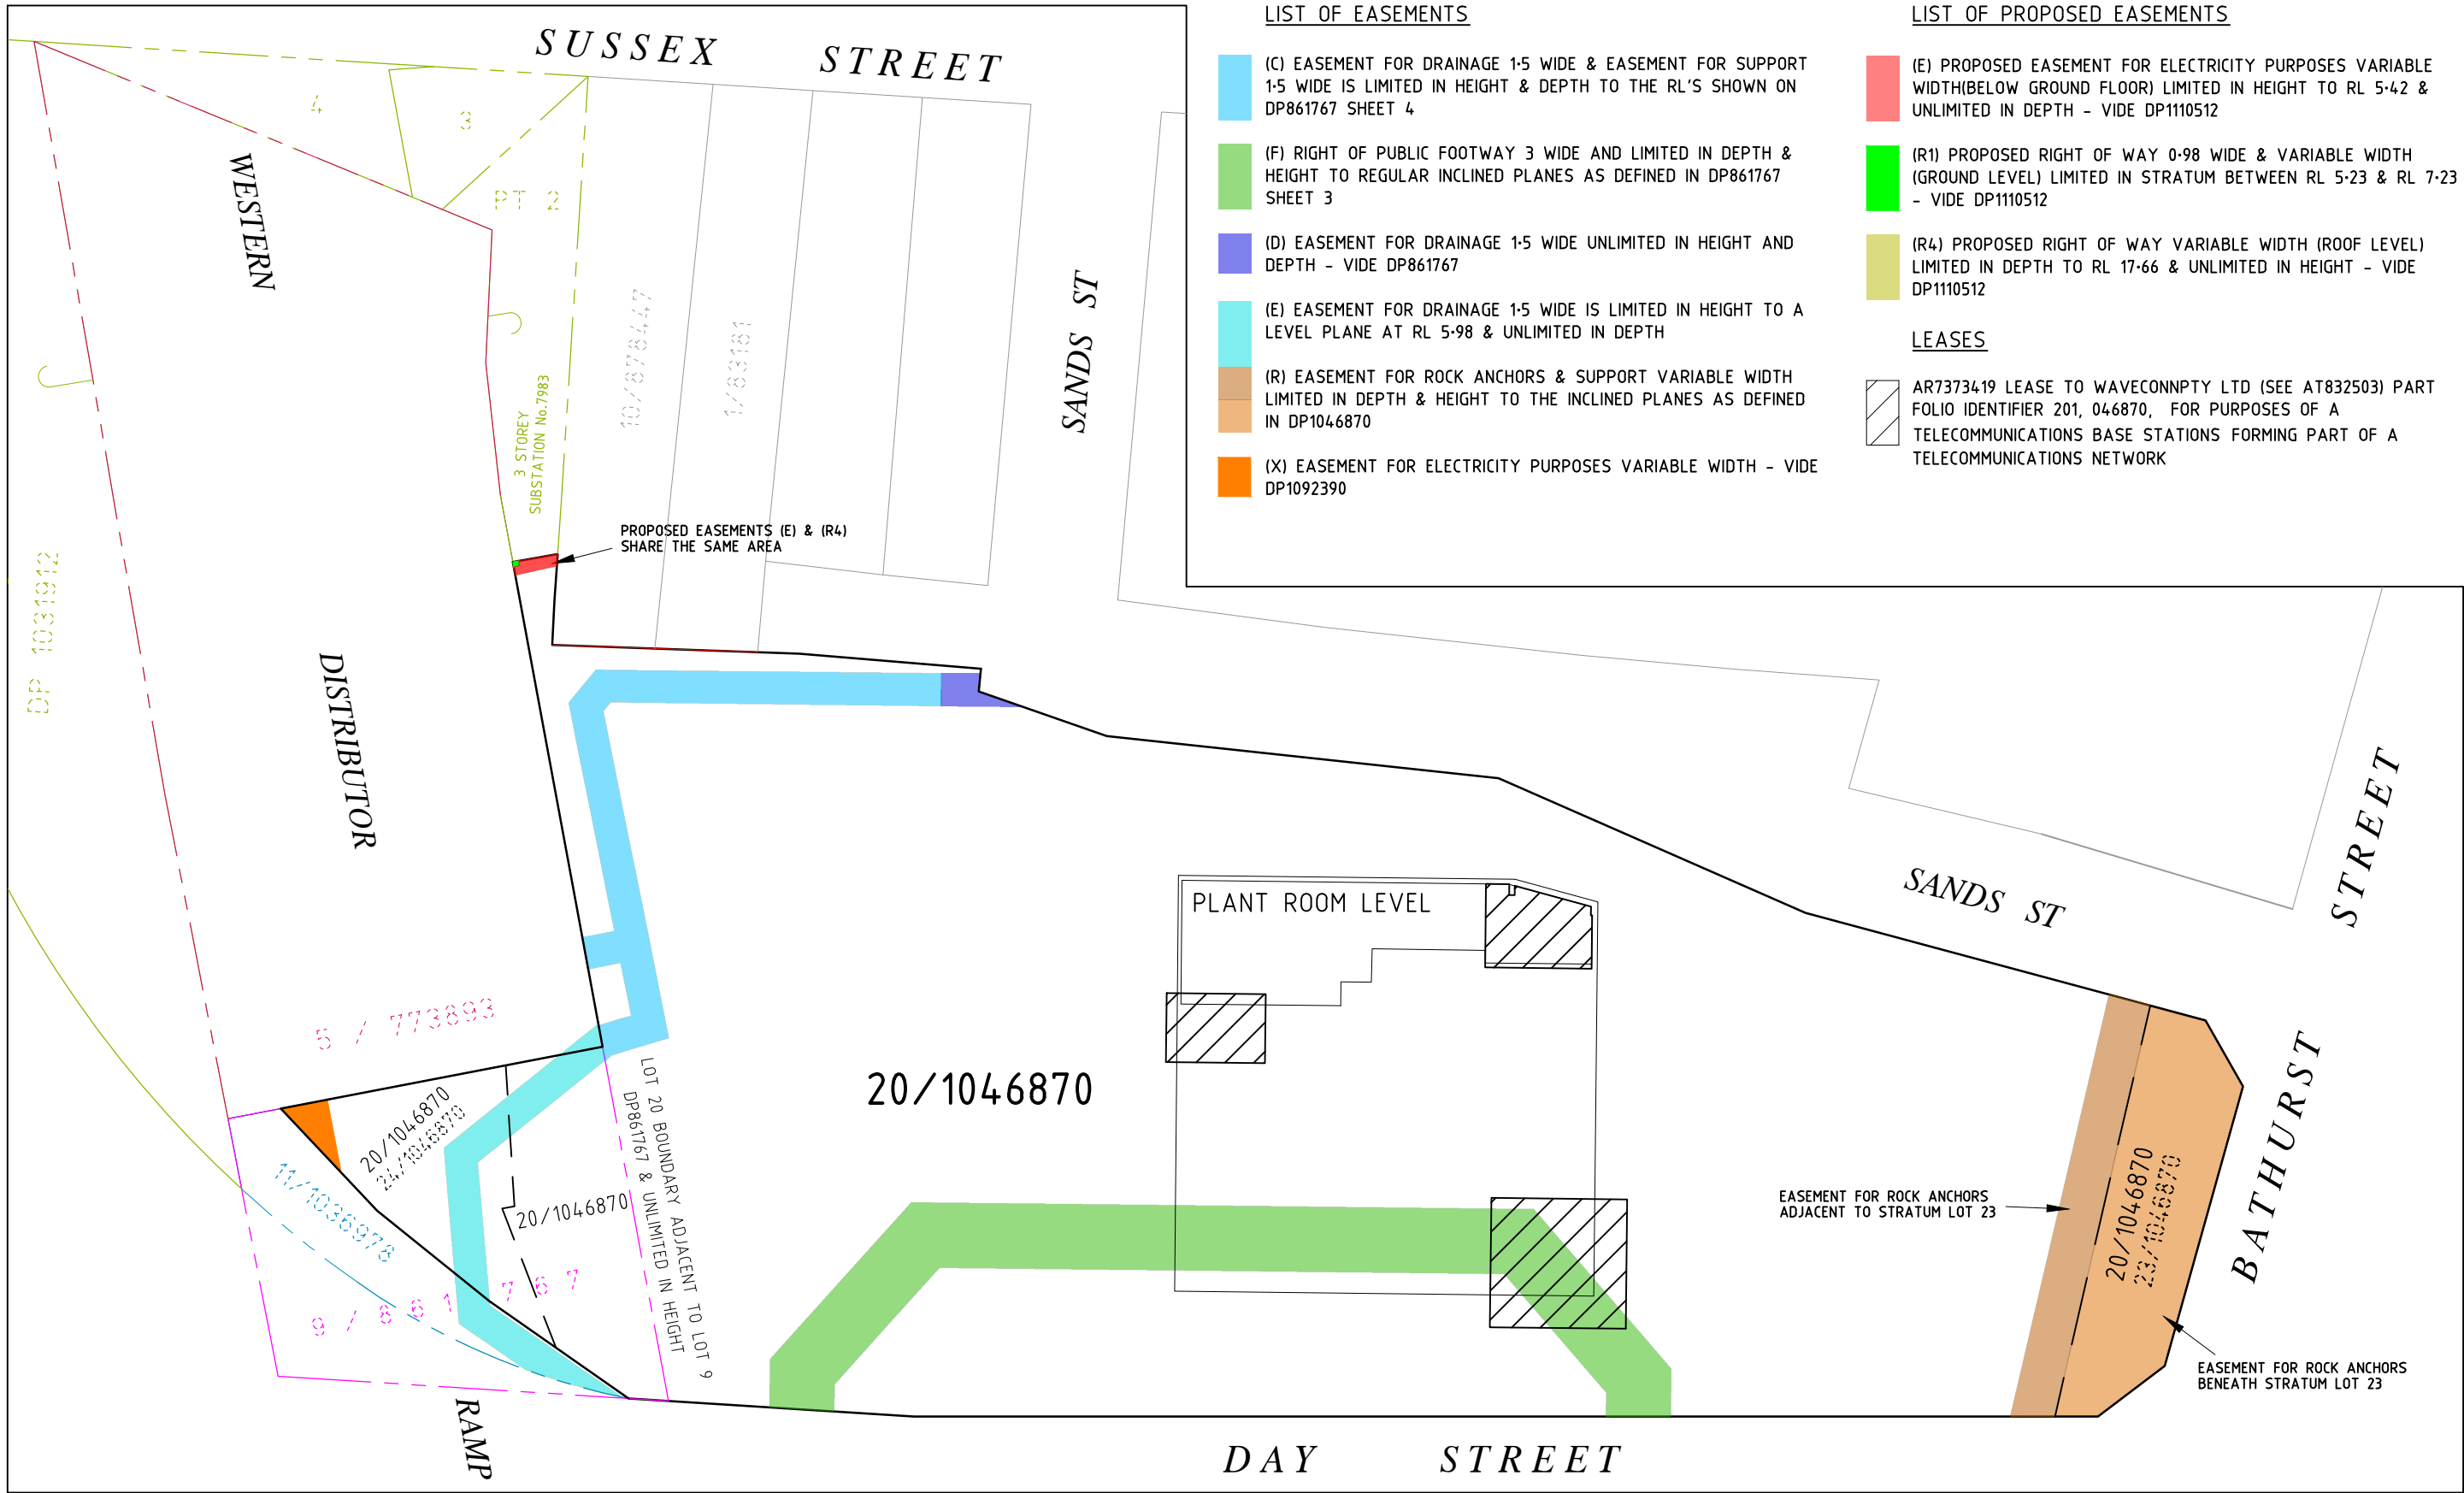 SUSSEX STREET
LIST OF EASEMENTS
(C) EASEMENT FOR DRAINAGE 1·5 WIDE & EASEMENT FOR SUPPORT
1·5 WIDE IS LIMITED IN HEIGHT & DEPTH TO THE RL'S SHOWN ON
DP861767 SHEET 4
(F) RIGHT OF PUBLIC FOOTWAY 3 WIDE AND LIMITED IN DEPTH &
HEIGHT TO REGULAR INCLINED PLANES AS DEFINED IN DP861767
SHEET 3
(D) EASEMENT FOR DRAINAGE 1·5 WIDE UNLIMITED IN HEIGHT AND
DEPTH - VIDE DP861767
(E) EASEMENT FOR DRAINAGE 1·5 WIDE IS LIMITED IN HEIGHT TO A
LEVEL PLANE AT RL 5·98 & UNLIMITED IN DEPTH
(R) EASEMENT FOR ROCK ANCHORS & SUPPORT VARIABLE WIDTH
LIMITED IN DEPTH & HEIGHT TO THE INCLINED PLANES AS DEFINED
IN DP1046870
(X) EASEMENT FOR ELECTRICITY PURPOSES VARIABLE WIDTH - VIDE
DP1092390
LIST OF PROPOSED EASEMENTS
(E) PROPOSED EASEMENT FOR ELECTRICITY PURPOSES VARIABLE
WIDTH(BELOW GROUND FLOOR) LIMITED IN HEIGHT TO RL 5·42 &
UNLIMITED IN DEPTH - VIDE DP1110512
(R1) PROPOSED RIGHT OF WAY 0·98 WIDE & VARIABLE WIDTH
(GROUND LEVEL) LIMITED IN STRATUM BETWEEN RL 5·23 & RL 7·23
- VIDE DP1110512
(R4) PROPOSED RIGHT OF WAY VARIABLE WIDTH (ROOF LEVEL)
LIMITED IN DEPTH TO RL 17·66 & UNLIMITED IN HEIGHT - VIDE
DP1110512
LEASES
AR7373419 LEASE TO WAVECONNPTY LTD (SEE AT832503) PART
FOLIO IDENTIFIER 201, 046870, FOR PURPOSES OF A
TELECOMMUNICATIONS BASE STATIONS FORMING PART OF A
TELECOMMUNICATIONS NETWORK
4
3
PT 2
WESTERN
DISTRIBUTOR
DP 1031912
3 STOREY
SUBSTATION No.7983
10/878447
1/83181
SANDS ST
PROPOSED EASEMENTS (E) & (R4)
SHARE THE SAME AREA
PLANT ROOM LEVEL
SANDS ST
BATHURST STREET
5 / 773893
20/1046870
20/1046870
24/1046870
20/1046870
11/1036978
9 / 861767
LOT 20 BOUNDARY ADJACENT TO LOT 9
DP861767 & UNLIMITED IN HEIGHT
EASEMENT FOR ROCK ANCHORS
ADJACENT TO STRATUM LOT 23
20/1046870
23/1046870
EASEMENT FOR ROCK ANCHORS
BENEATH STRATUM LOT 23
RAMP
DAY STREET